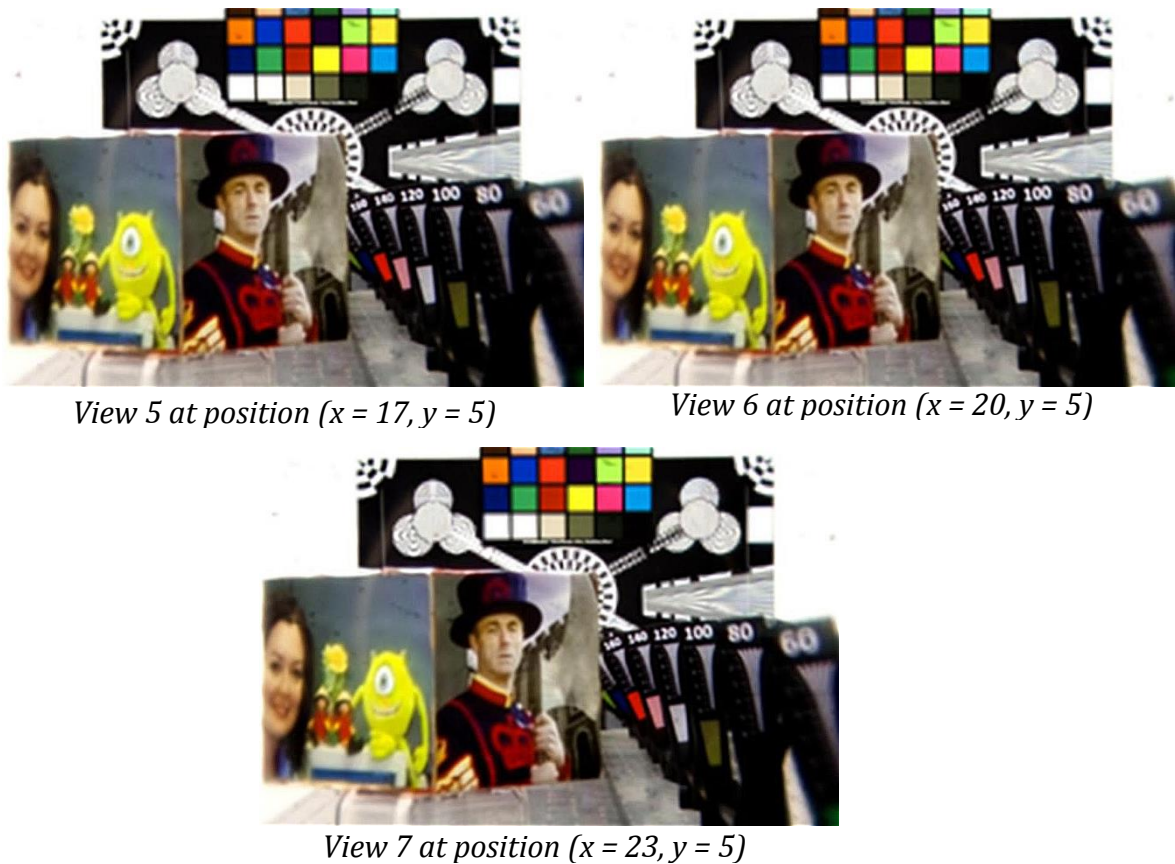 160 140 120 100 80 60
160 140 120 100 80 60
View 5 at position (x = 17, y = 5)
View 6 at position (x = 20, y = 5)
160 140 120 100 80 60
View 7 at position (x = 23, y = 5)